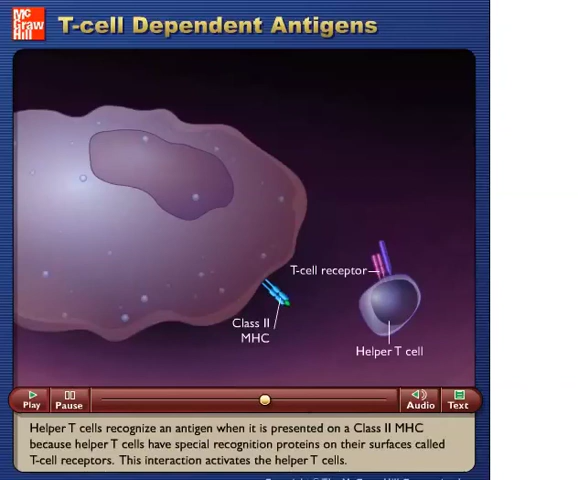 Mc
Graw
Hill
T-cell Dependent Antigens
T-cell receptor
Class II
MHC
Helper T cell
Play
Pause
Audio
Text
Helper T cells recognize an antigen when it is presented on a Class II MHC
because helper T cells have special recognition proteins on their surfaces called
T-cell receptors. This interaction activates the helper T cells.